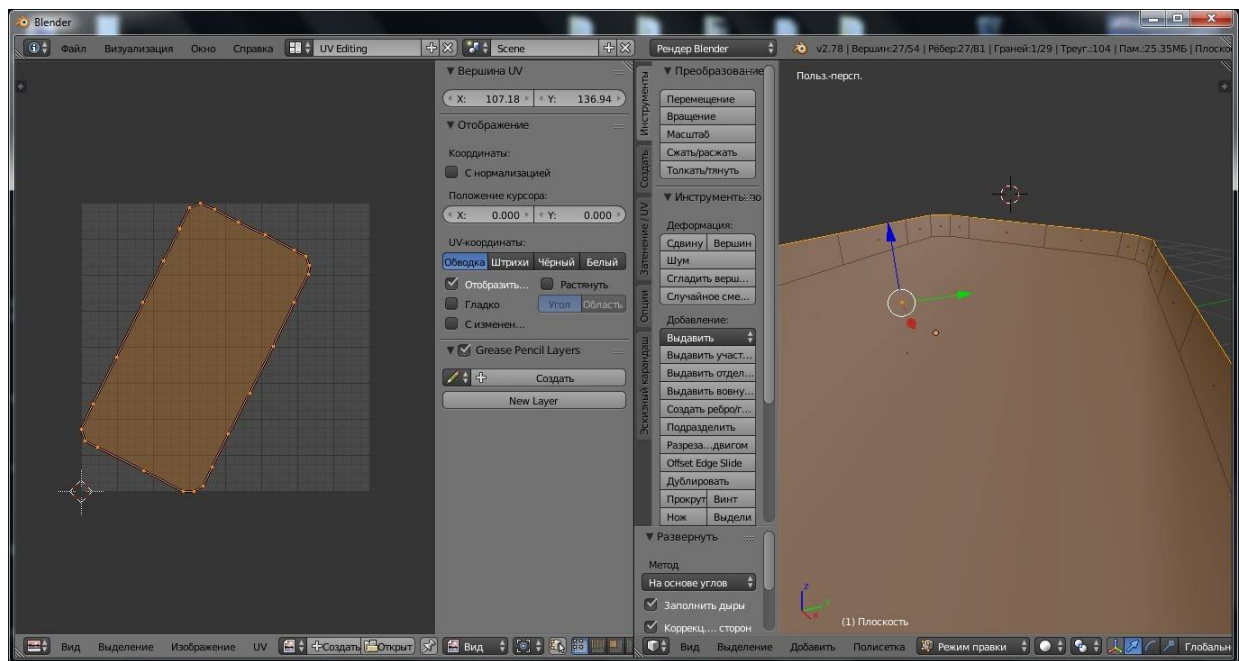 Blender
Файл Визуализация Окно Справка UV Editing Scene Рендер Blender v2.78 | Вершин:27/54 | Рёбер:27/81 | Граней:1/29 | Треуг.:104 | Пам.:25.35МБ | Плоско
Вершина UV
X: 107.18 Y: 136.94
Отображение
Координаты:
С нормализацией
Положение курсора:
X: 0.000 Y: 0.000
UV-координаты:
Обводка Штрихи Чёрный Белый
Отобразить... Растянуть
Гладко Угол Область
С изменен...
Grease Pencil Layers
Создать
New Layer
Инструменты
Создать
Затенение / UV
Опции
Эскизный карандаш
Преобразование
Перемещение
Вращение
Масштаб
Сжать/расжать
Толкать/тянуть
Инструменты
Деформация:
Сдвину Вершин
Шум
Сгладить верш...
Случайное сме...
Добавление:
Выдавить
Выдавить участ...
Выдавить отдел...
Выдавить вовну...
Создать ребро/г...
Подразделить
Разреза...двигом
Offset Edge Slide
Дублировать
Прокрут Винт
Нож Выдели
Развернуть
Метод
На основе углов
Заполнить дыры
Коррекц.... сторон
Польз.-персп.
z
y
x
(1) Плоскость
Вид Выделение Изображение UV Создать Открыт Вид
Вид Выделение Добавить Полисетка Режим правки Глобальн